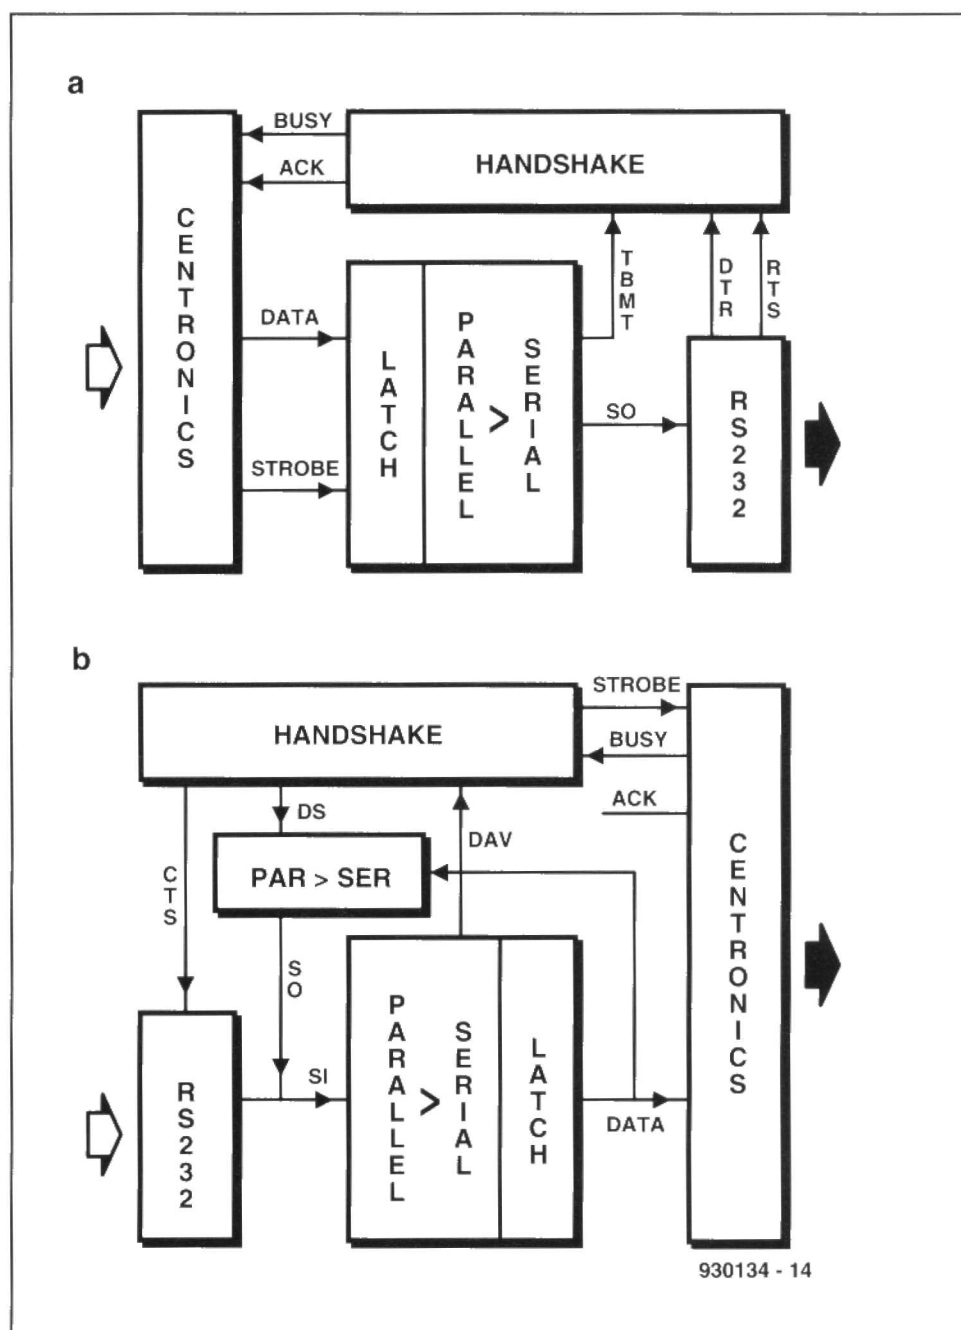 a
BUSY
ACK
HANDSHAKE
CENTRONICS
DATA
STROBE
LATCH
PARALLEL > SERIAL
TBMT
DTR
RTS
SO
RS232
b
HANDSHAKE
STROBE
BUSY
ACK
DS
DAV
CTS
PAR > SER
SO
RS232
SI
PARALLEL > SERIAL
LATCH
DATA
CENTRONICS
930134 - 14